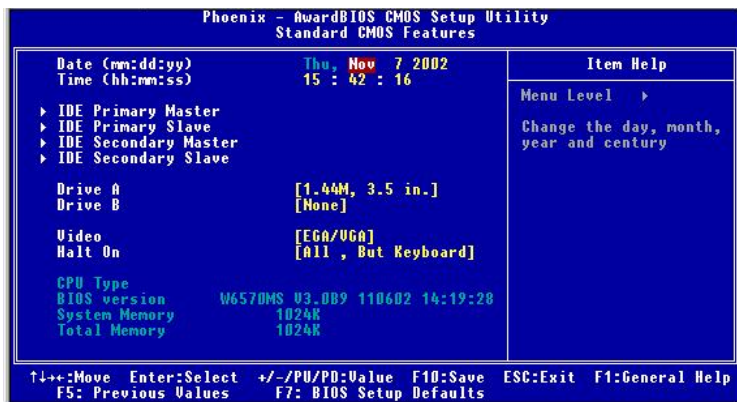 Phoenix - AwardBIOS CMOS Setup Utility
Standard CMOS Features
Date (mm:dd:yy) Thu, Nov 7 2002
Time (hh:mm:ss) 15 : 42 : 16
IDE Primary Master
IDE Primary Slave
IDE Secondary Master
IDE Secondary Slave
Drive A [1.44M, 3.5 in.]
Drive B [None]
Video [EGA/VGA]
Halt On [All , But Keyboard]
CPU Type
BIOS version W6570MS V3.0B9 110602 14:19:28
System Memory 1024K
Total Memory 1024K
Item Help
Menu Level
Change the day, month,
year and century
↑↓→←:Move Enter:Select +/-/PU/PD:Value F10:Save ESC:Exit F1:General Help
F5: Previous Values F7: BIOS Setup Defaults